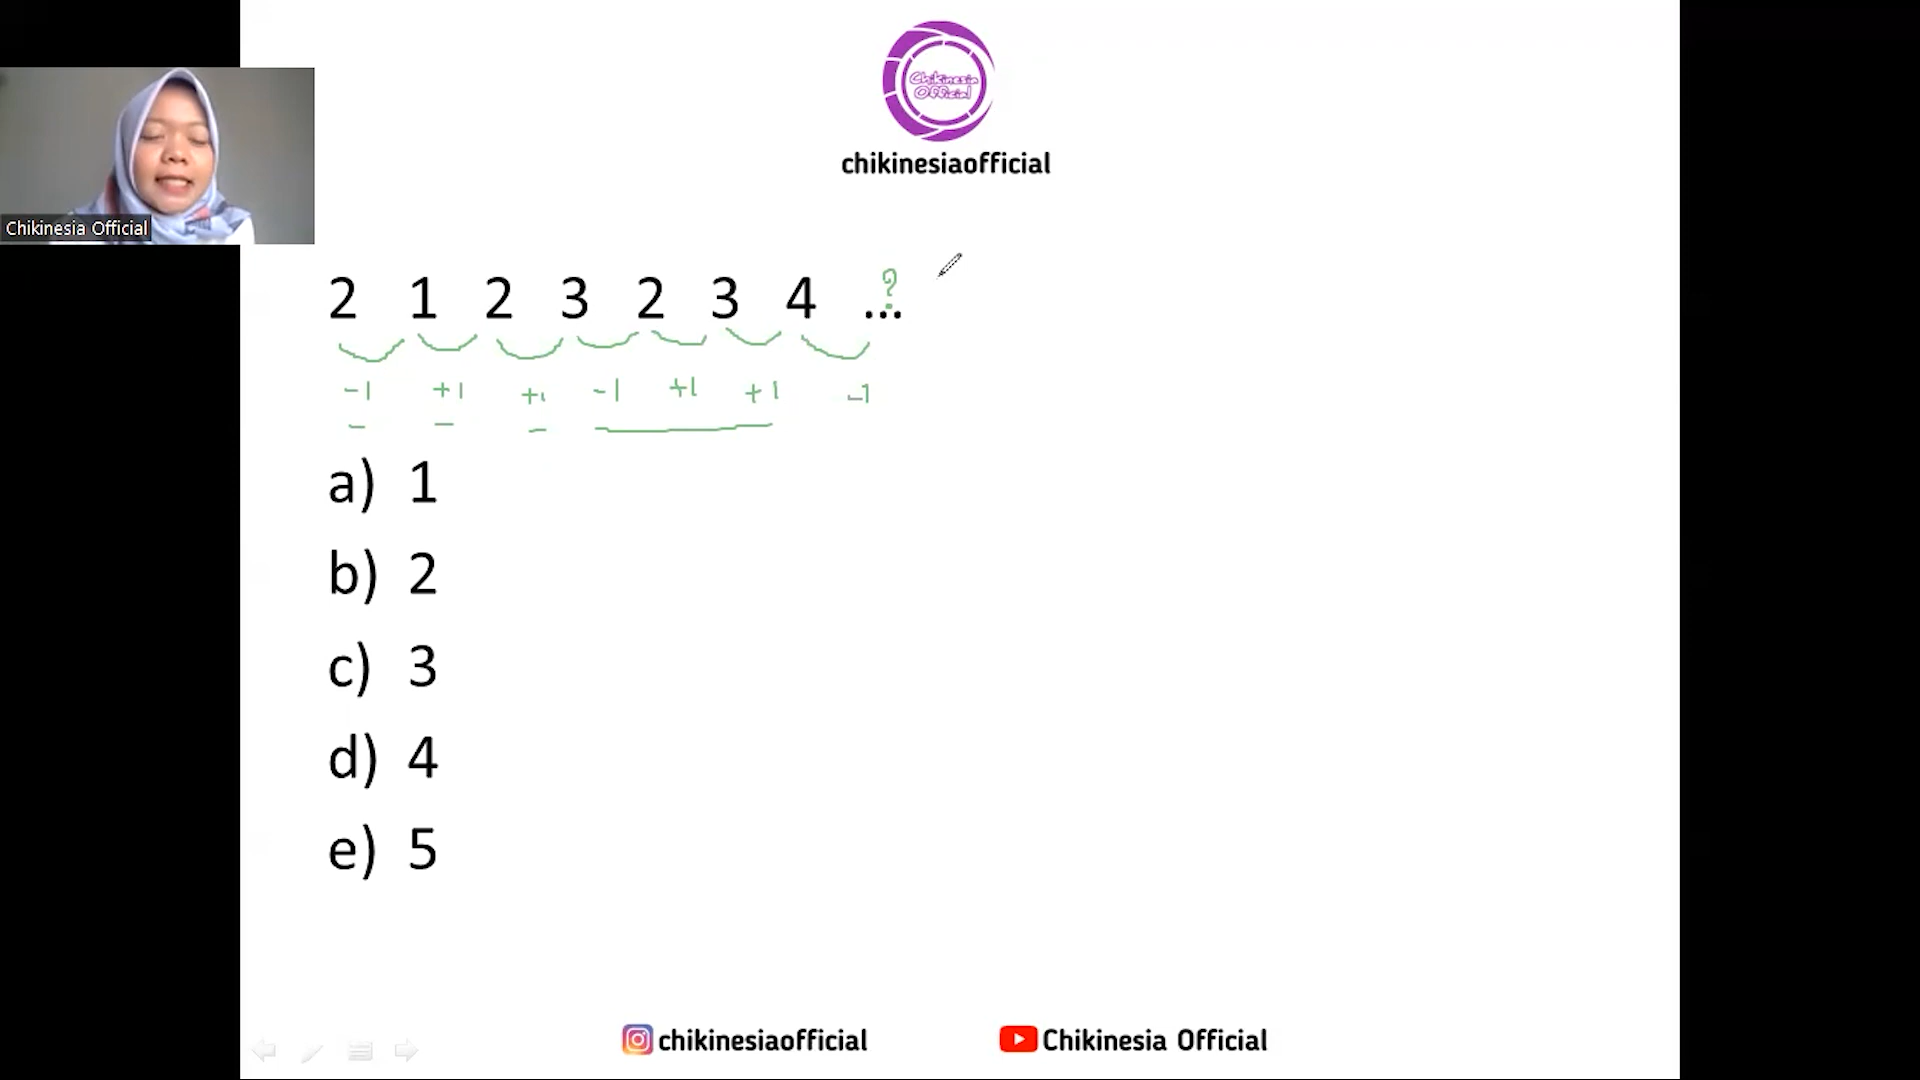 Chikinesia
Official
chikinesiaofficial
Chikinesia Official
2 1 2 3 2 3 4 ...
?
-1 +1 +1 -1 +1 +1 -1
a) 1
b) 2
c) 3
d) 4
e) 5
chikinesiaofficial
Chikinesia Official